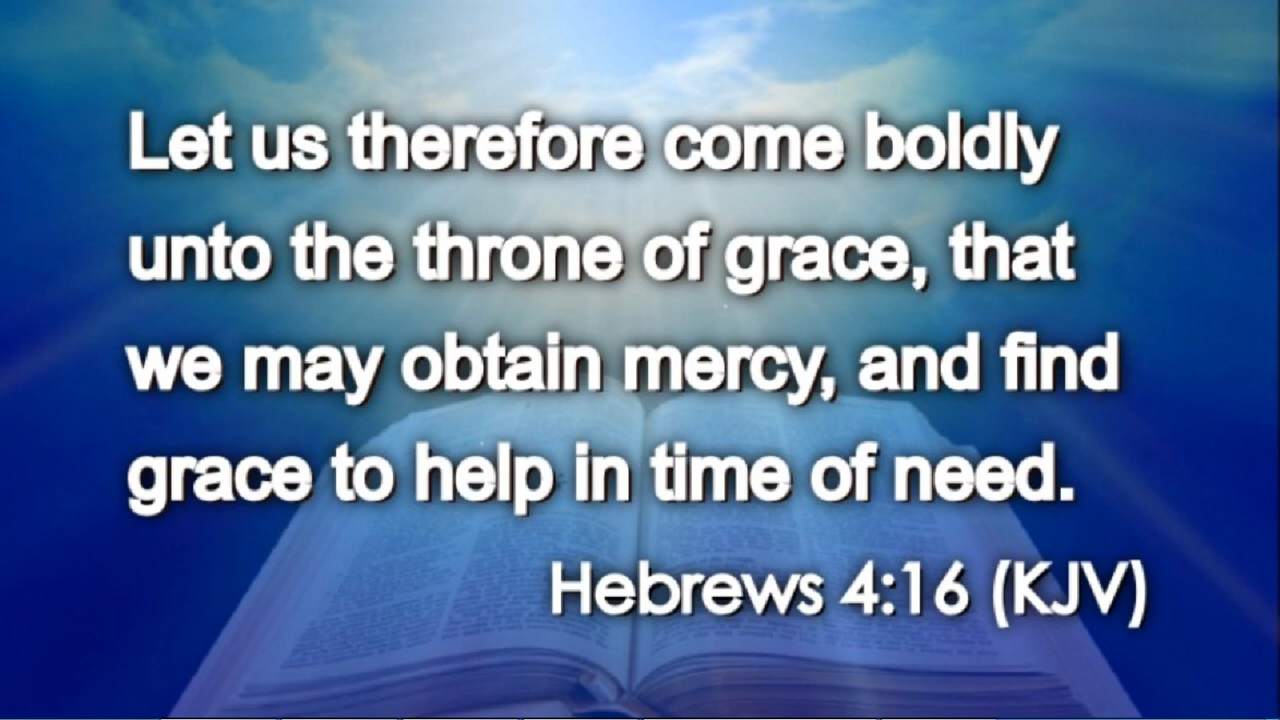 Let us therefore come boldly
unto the throne of grace, that
we may obtain mercy, and find
grace to help in time of need.
Hebrews 4:16 (KJV)